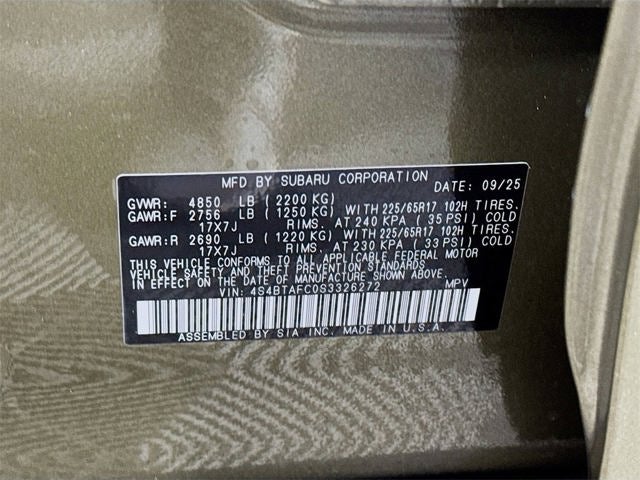 MFD BY SUBARU CORPORATION DATE: 09/25
GVWR: 4850 LB ( 2200 KG)
GAWR:F 2756 LB ( 1250 KG) WITH 225/65R17 102H TIRES.
17X7J RIMS. AT 240 KPA ( 35 PSI) COLD
GAWR:R 2690 LB ( 1220 KG) WITH 225/65R17 102H TIRES.
17X7J RIMS. AT 230 KPA ( 33 PSI) COLD
THIS VEHICLE CONFORMS TO ALL APPLICABLE FEDERAL MOTOR
VEHICLE SAFETY AND THEFT PREVENTION STANDARDS
IN EFFECT ON THE DATE OF MANUFACTURE SHOWN ABOVE.
VIN: 4S4BTAFC0S3326272 MPV
ASSEMBLED BY SIA, INC. MADE IN U.S.A.